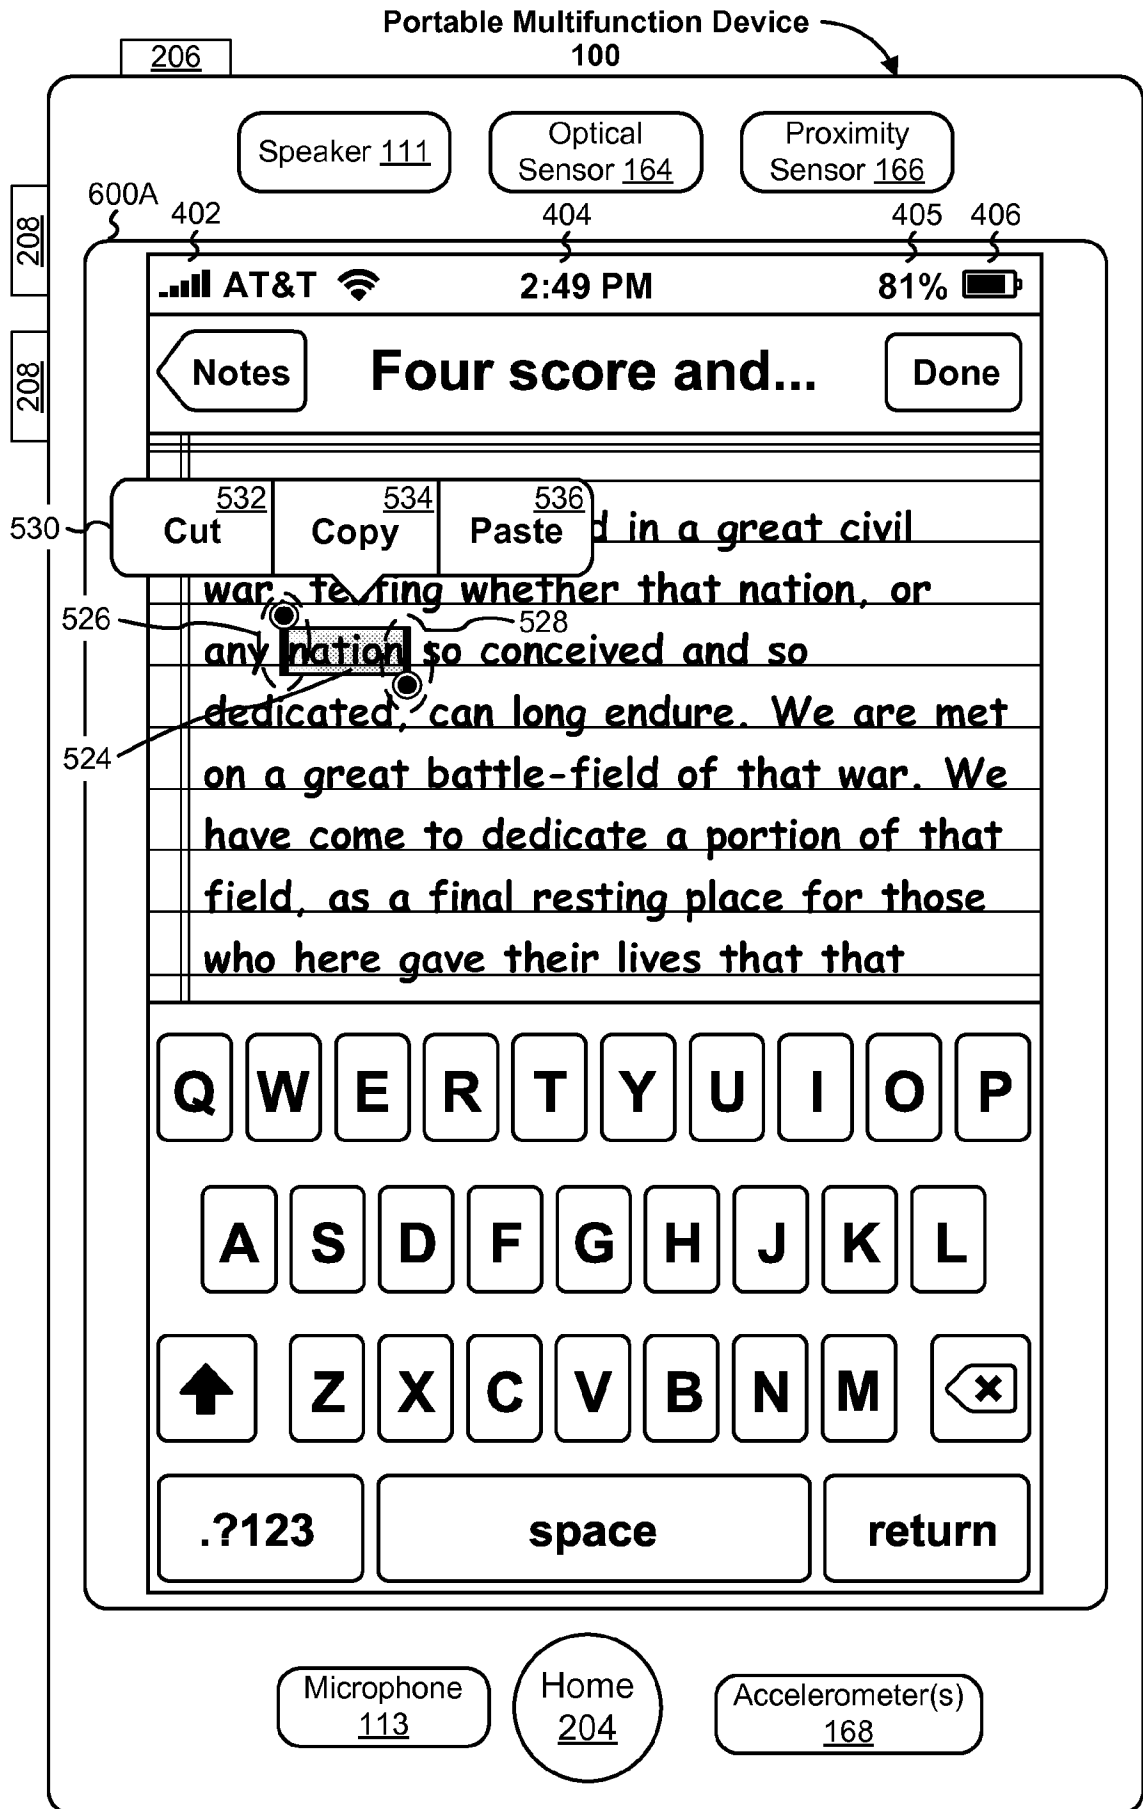 Portable Multifunction Device
100
206
Speaker 111
Optical
Sensor 164
Proximity
Sensor 166
208
208
600A
402
404
405
406
AT&T
2:49 PM
81%
Notes
Four score and...
Done
530
Cut 532
Copy 534
Paste 536
d in a great civil
war, testing whether that nation, or
526
528
any nation so conceived and so
dedicated, can long endure. We are met
524
on a great battle-field of that war. We
have come to dedicate a portion of that
field, as a final resting place for those
who here gave their lives that that
Q W E R T Y U I O P
A S D F G H J K L
Z X C V B N M
.?123
space
return
Microphone
113
Home
204
Accelerometer(s)
168